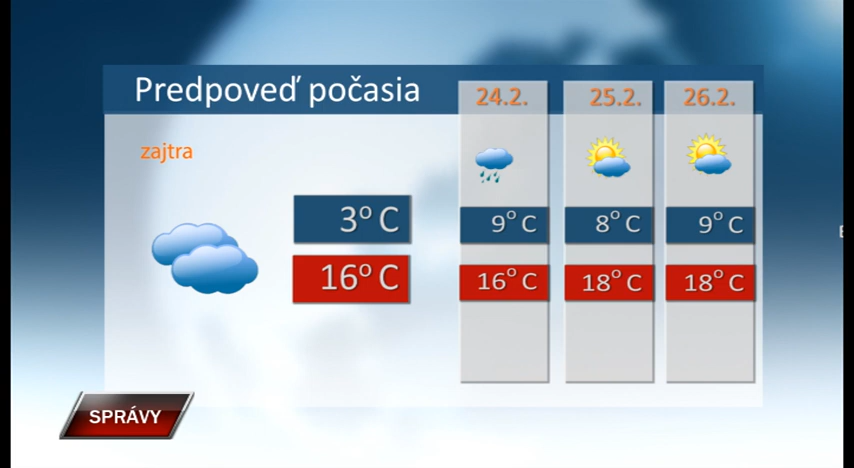 Predpoveď počasia
zajtra
3° C
16° C
24.2.
9° C
16° C
25.2.
8° C
18° C
26.2.
9° C
18° C
SPRÁVY